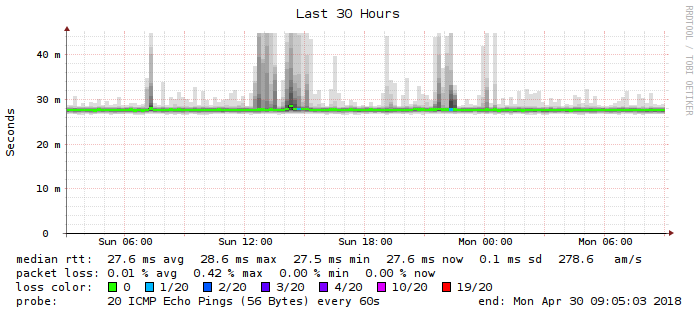 Last 30 Hours
RRDTOOL / TOBI OETIKER
Seconds
40 m
30 m
20 m
10 m
0
Sun 06:00 Sun 12:00 Sun 18:00 Mon 00:00 Mon 06:00
median rtt: 27.6 ms avg 28.6 ms max 27.5 ms min 27.6 ms now 0.1 ms sd 278.6 am/s
packet loss: 0.01 % avg 0.42 % max 0.00 % min 0.00 % now
loss color: 0 1/20 2/20 3/20 4/20 10/20 19/20
probe: 20 ICMP Echo Pings (56 Bytes) every 60s end: Mon Apr 30 09:05:03 2018